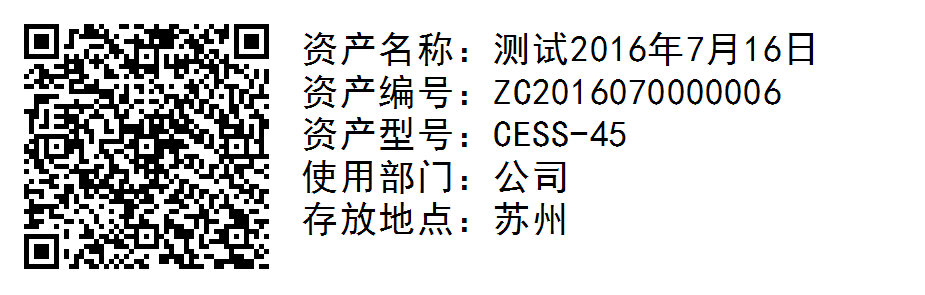 资产名称：测试2016年7月16日
资产编号：ZC2016070000006
资产型号：CESS-45
使用部门：公司
存放地点：苏州